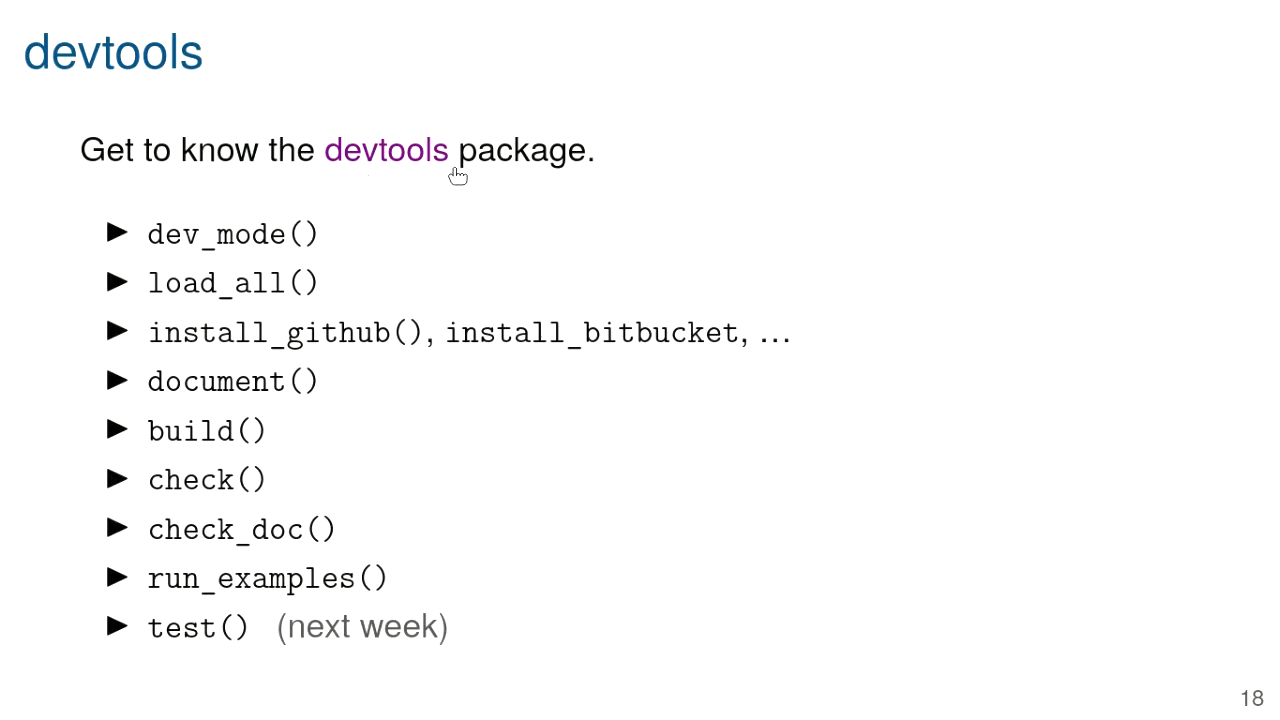 devtools
Get to know the devtools package.
▶ dev_mode()
▶ load_all()
▶ install_github(), install_bitbucket, ...
▶ document()
▶ build()
▶ check()
▶ check_doc()
▶ run_examples()
▶ test() (next week)
18